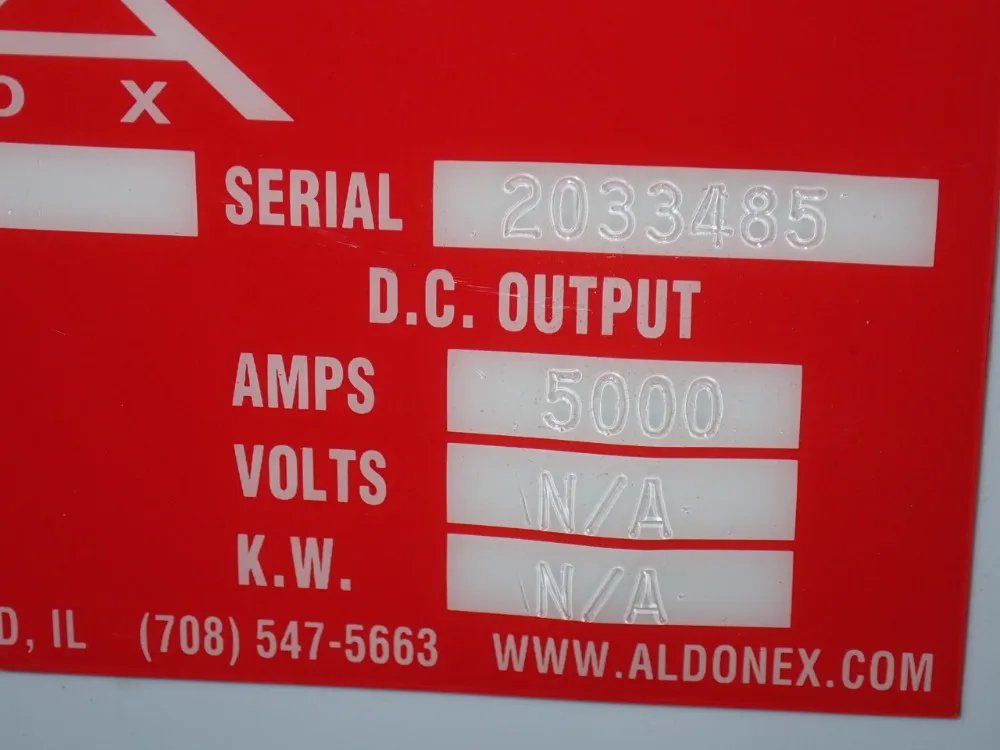 O X
SERIAL 2033485
D.C. OUTPUT
AMPS 5000
VOLTS N/A
K.W. N/A
D, IL (708) 547-5663 WWW.ALDONEX.COM